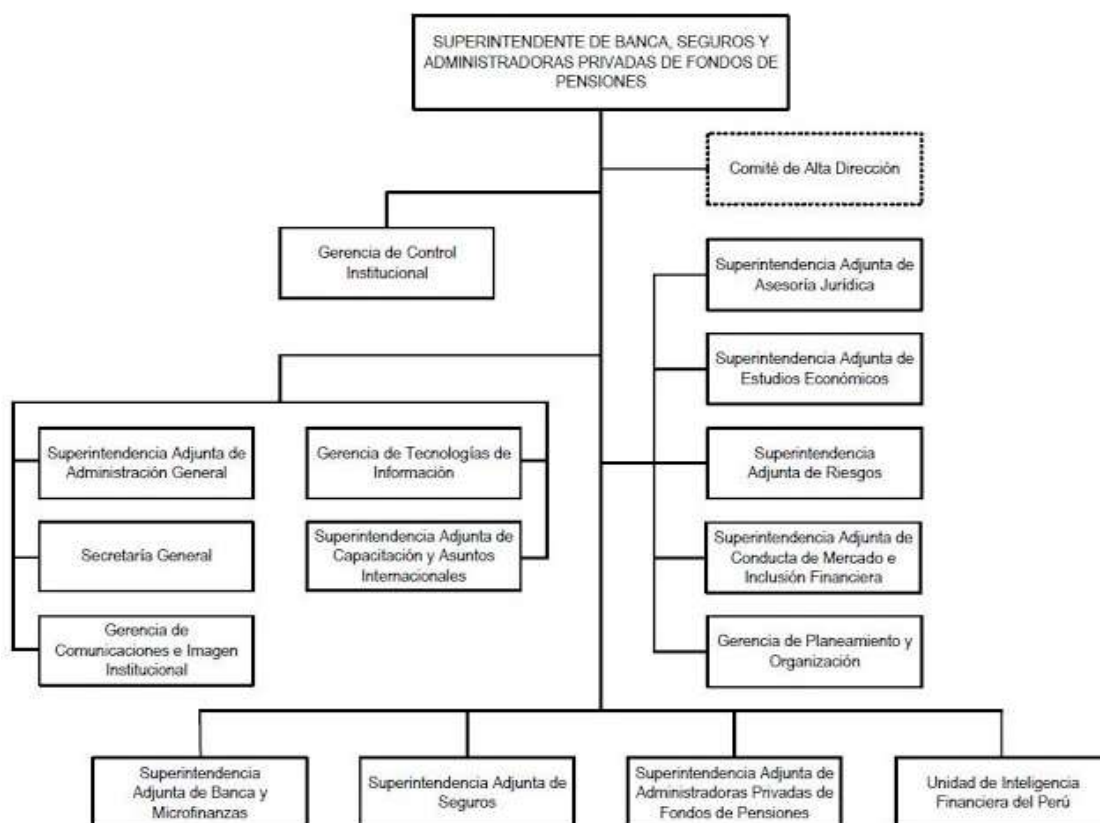 SUPERINTENDENTE DE BANCA, SEGUROS Y
ADMINISTRADORAS PRIVADAS DE FONDOS DE
PENSIONES
Comité de Alta Dirección
Gerencia de Control
Institucional
Superintendencia Adjunta de
Asesoría Jurídica
Superintendencia Adjunta de
Estudios Económicos
Superintendencia Adjunta de
Administración General
Gerencia de Tecnologías de
Información
Superintendencia
Adjunta de Riesgos
Secretaría General
Superintendencia Adjunta de
Capacitación y Asuntos
Internacionales
Superintendencia Adjunta de
Conducta de Mercado e
Inclusión Financiera
Gerencia de
Comunicaciones e Imagen
Institucional
Gerencia de Planeamiento y
Organización
Superintendencia
Adjunta de Banca y
Microfinanzas
Superintendencia Adjunta de
Seguros
Superintendencia Adjunta de
Administradoras Privadas de
Fondos de Pensiones
Unidad de Inteligencia
Financiera del Perú